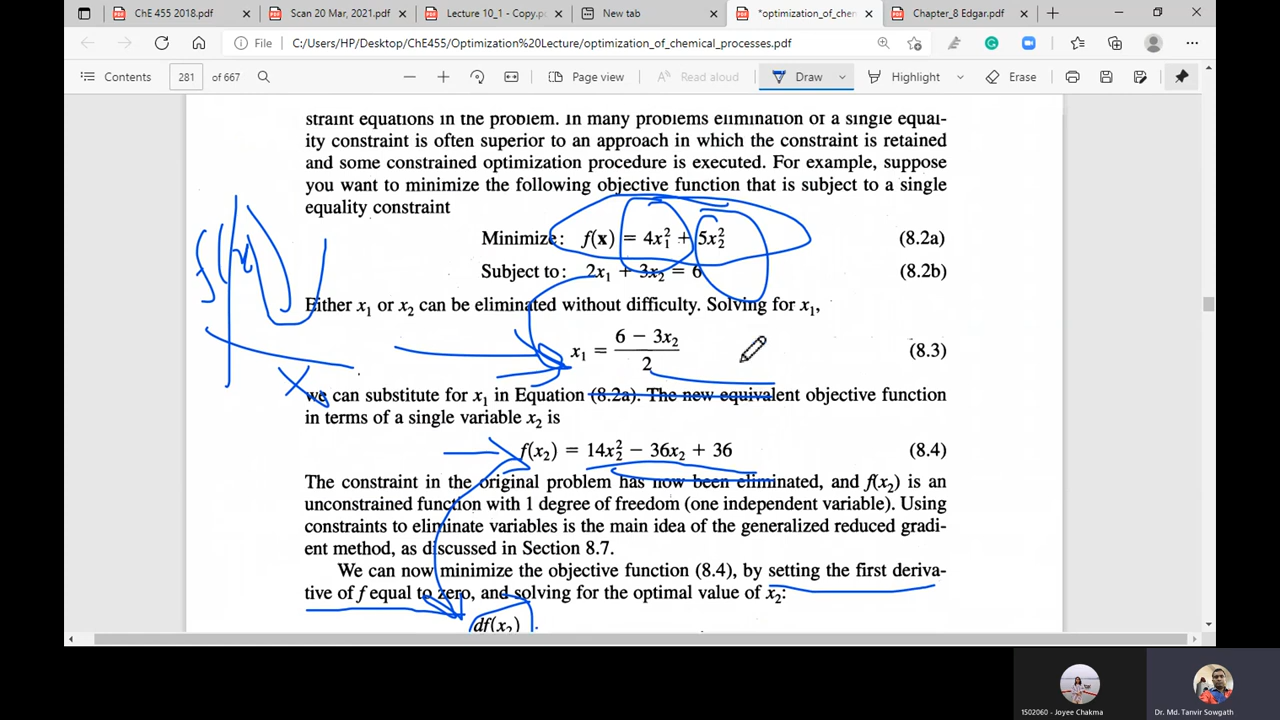 ChE 455 2018.pdf
Scan 20 Mar, 2021.pdf
Lecture 10_1 - Copy.p
New tab
*optimization_of_chem
Chapter_8 Edgar.pdf
File
C:/Users/HP/Desktop/ChE455/Optimization%20Lecture/optimization_of_chemical_processes.pdf
Contents
281 of 667
Page view
Read aloud
Draw
Highlight
Erase
straint equations in the problem. In many problems elimination of a single equal-
ity constraint is often superior to an approach in which the constraint is retained
and some constrained optimization procedure is executed. For example, suppose
you want to minimize the following objective function that is subject to a single
equality constraint
Minimize: f(x) = 4x₁² + 5x₂² (8.2a)
Subject to: 2x₁ + 3x₂ = 6 (8.2b)
Either x₁ or x₂ can be eliminated without difficulty. Solving for x₁,
x₁ = (6 − 3x₂)/2 (8.3)
we can substitute for x₁ in Equation (8.2a). The new equivalent objective function
in terms of a single variable x₂ is
f(x₂) = 14x₂² − 36x₂ + 36 (8.4)
The constraint in the original problem has now been eliminated, and f(x₂) is an
unconstrained function with 1 degree of freedom (one independent variable). Using
constraints to eliminate variables is the main idea of the generalized reduced gradi-
ent method, as discussed in Section 8.7.
We can now minimize the objective function (8.4), by setting the first deriva-
tive of f equal to zero, and solving for the optimal value of x₂:
df(x₂)
1502060 - Joyee Chakma
Dr. Md. Tanvir Sowgath